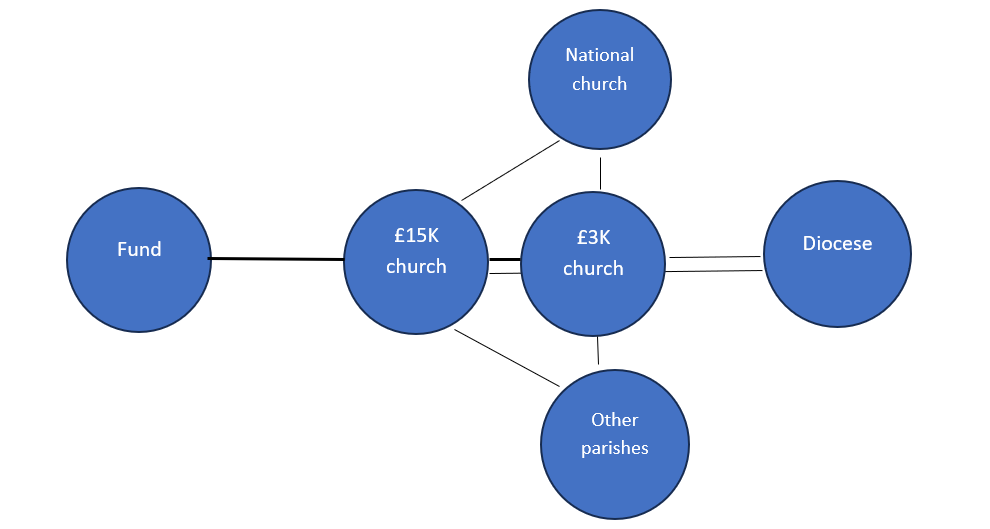 National
church
Fund
£15K
church
£3K
church
Diocese
Other
parishes